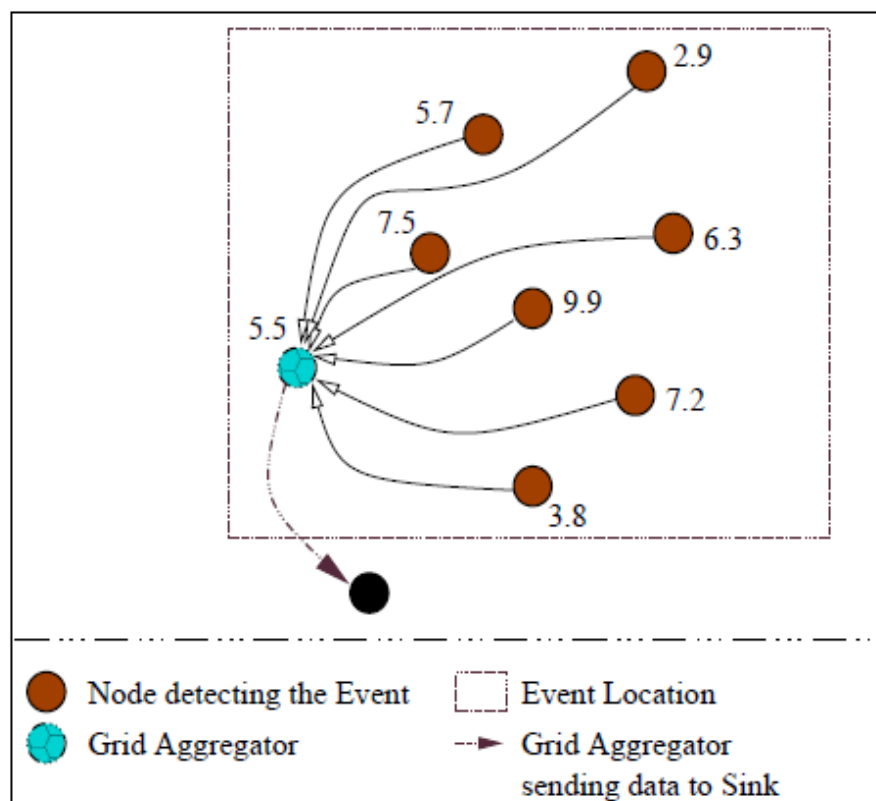 2.9
5.7
7.5
6.3
9.9
5.5
7.2
3.8
Node detecting the Event
Event Location
Grid Aggregator
Grid Aggregator
sending data to Sink